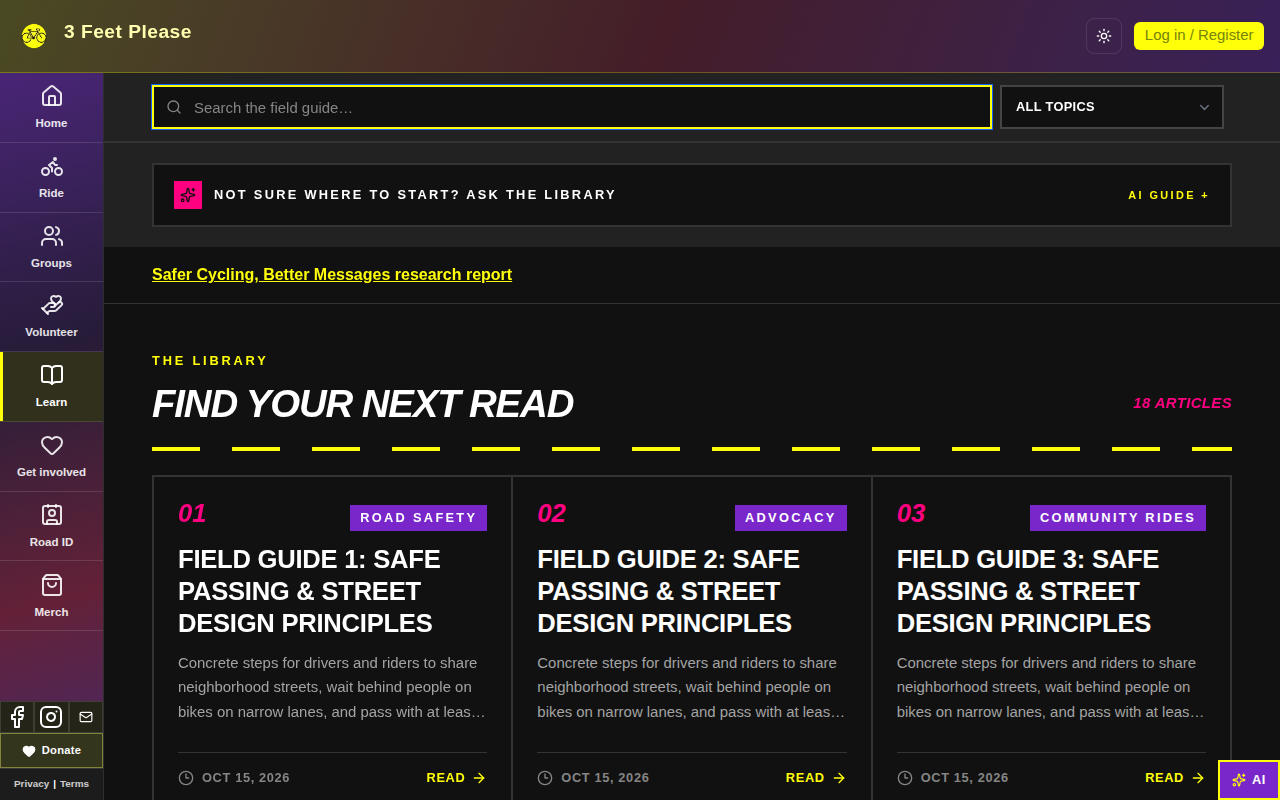 3 Feet Please
Log in / Register
Home
Ride
Groups
Volunteer
Learn
Get involved
Road ID
Merch
Donate
Privacy | Terms
Search the field guide…
ALL TOPICS
NOT SURE WHERE TO START? ASK THE LIBRARY
AI GUIDE +
Safer Cycling, Better Messages research report
THE LIBRARY
FIND YOUR NEXT READ
18 ARTICLES
01
ROAD SAFETY
FIELD GUIDE 1: SAFE
PASSING & STREET
DESIGN PRINCIPLES
Concrete steps for drivers and riders to share
neighborhood streets, wait behind people on
bikes on narrow lanes, and pass with at leas…
OCT 15, 2026
READ
02
ADVOCACY
FIELD GUIDE 2: SAFE
PASSING & STREET
DESIGN PRINCIPLES
Concrete steps for drivers and riders to share
neighborhood streets, wait behind people on
bikes on narrow lanes, and pass with at leas…
OCT 15, 2026
READ
03
COMMUNITY RIDES
FIELD GUIDE 3: SAFE
PASSING & STREET
DESIGN PRINCIPLES
Concrete steps for drivers and riders to share
neighborhood streets, wait behind people on
bikes on narrow lanes, and pass with at leas…
OCT 15, 2026
READ
AI